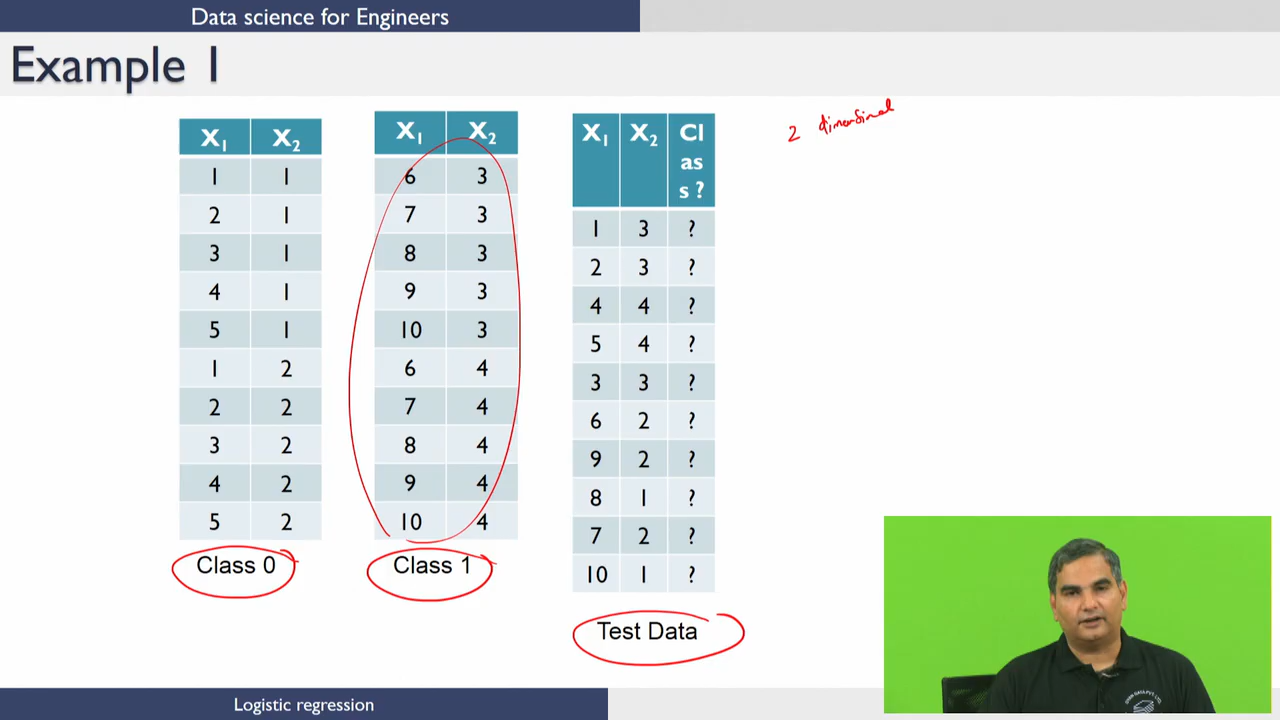 Data science for Engineers
Example 1
2 dimensional
X1 X2
1 1
2 1
3 1
4 1
5 1
1 2
2 2
3 2
4 2
5 2
Class 0
X1 X2
6 3
7 3
8 3
9 3
10 3
6 4
7 4
8 4
9 4
10 4
Class 1
X1 X2 Cl
as
s ?
1 3 ?
2 3 ?
4 4 ?
5 4 ?
3 3 ?
6 2 ?
9 2 ?
8 1 ?
7 2 ?
10 1 ?
Test Data
Logistic regression